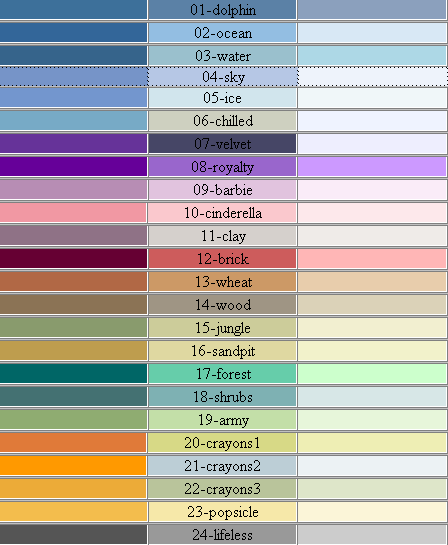 01-dolphin
02-ocean
03-water
04-sky
05-ice
06-chilled
07-velvet
08-royalty
09-barbie
10-cinderella
11-clay
12-brick
13-wheat
14-wood
15-jungle
16-sandpit
17-forest
18-shrubs
19-army
20-crayons1
21-crayons2
22-crayons3
23-popsicle
24-lifeless